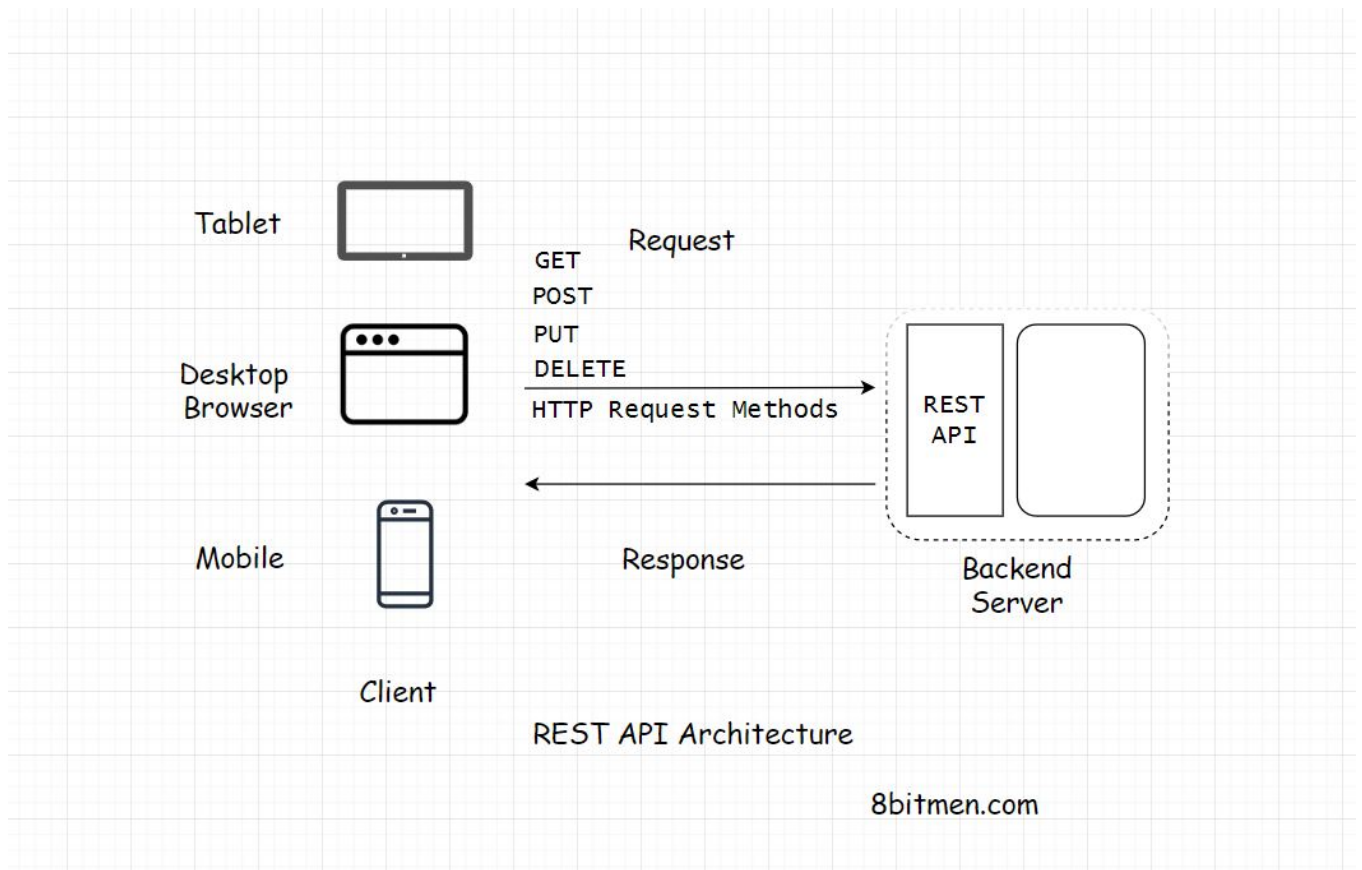 Tablet
Request
GET
POST
PUT
DELETE
HTTP Request Methods
Desktop
Browser
REST
API
Mobile
Response
Backend
Server
Client
REST API Architecture
8bitmen.com